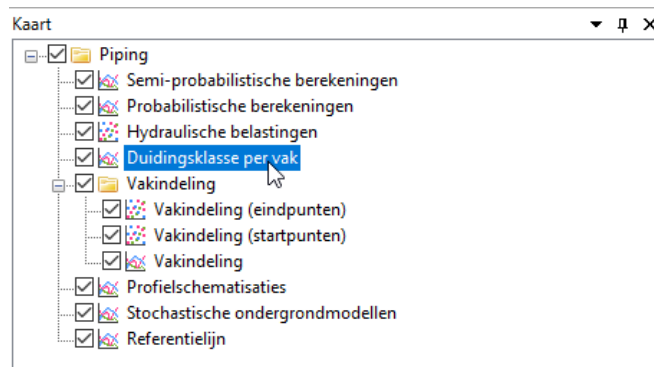 Kaart
Piping
Semi-probabilistische berekeningen
Probabilistische berekeningen
Hydraulische belastingen
Duidingsklasse per vak
Vakindeling
Vakindeling (eindpunten)
Vakindeling (startpunten)
Vakindeling
Profielschematisaties
Stochastische ondergrondmodellen
Referentielijn